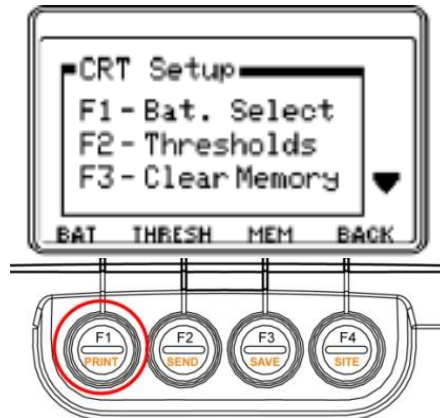 CRT Setup
F1-Bat. Select
F2-Thresholds
F3-Clear Memory
BAT THRESH MEM BACK
F1 F2 F3 F4
PRINT SEND SAVE SITE